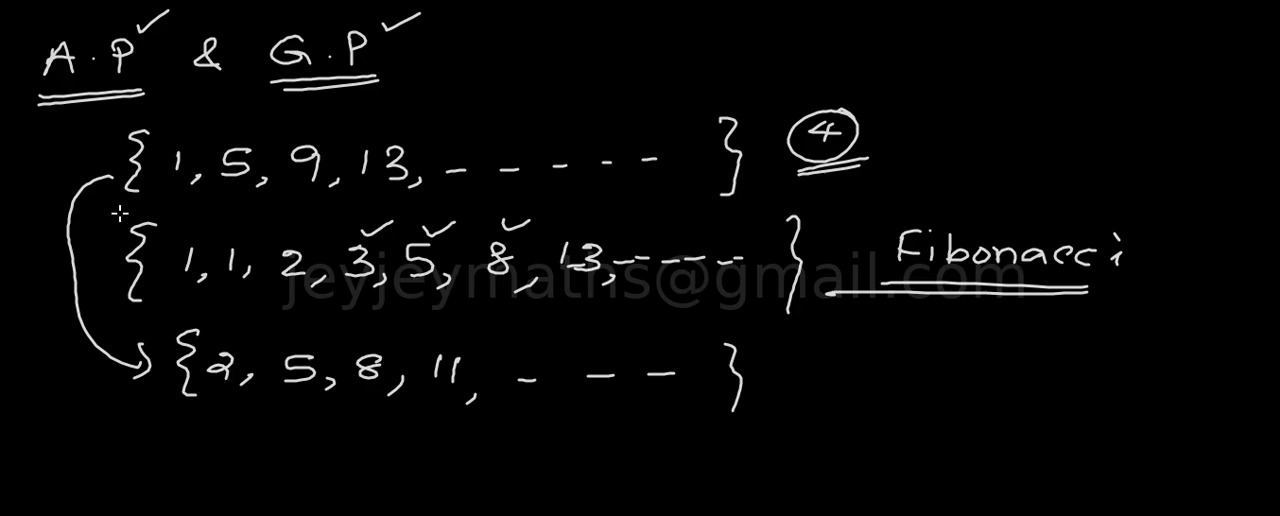 A.P & G.P
{ 1, 5, 9, 13, - - - - - } 4
{ 1, 1, 2, 3, 5, 8, 13, - - - - - } Fibonacci
jeyjeymaths@gmail.com
{ 2, 5, 8, 11, - - - }